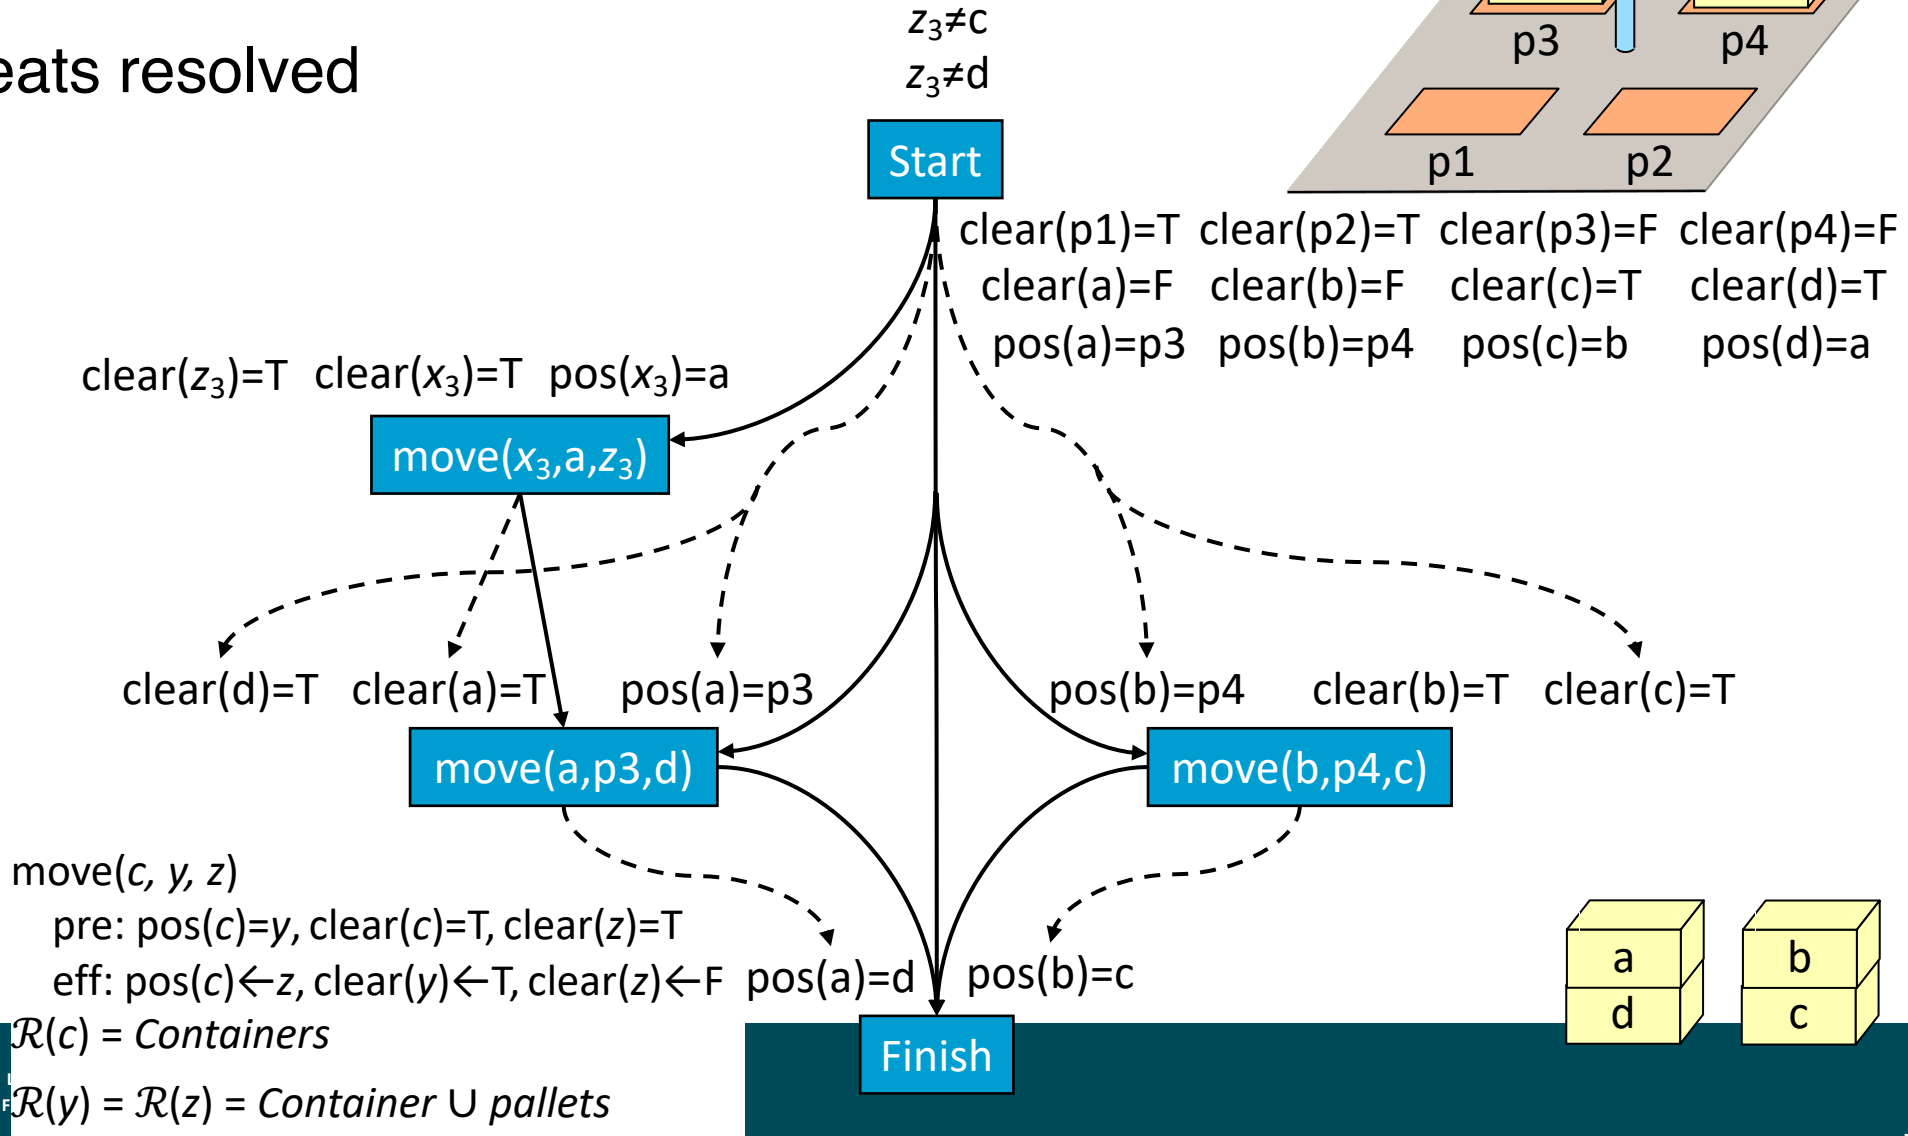 z₃≠c
z₃≠d
eats resolved
p3 p4
p1 p2
Start
clear(p1)=T clear(p2)=T clear(p3)=F clear(p4)=F
clear(a)=F clear(b)=F clear(c)=T clear(d)=T
pos(a)=p3 pos(b)=p4 pos(c)=b pos(d)=a
clear(z₃)=T clear(x₃)=T pos(x₃)=a
move(x₃,a,z₃)
clear(d)=T clear(a)=T pos(a)=p3 pos(b)=p4 clear(b)=T clear(c)=T
move(a,p3,d) move(b,p4,c)
move(c, y, z)
pre: pos(c)=y, clear(c)=T, clear(z)=T
eff: pos(c)←z, clear(y)←T, clear(z)←F
pos(a)=d pos(b)=c
a b
d c
ℛ(c) = Containers
Finish
ℛ(y) = ℛ(z) = Container ∪ pallets